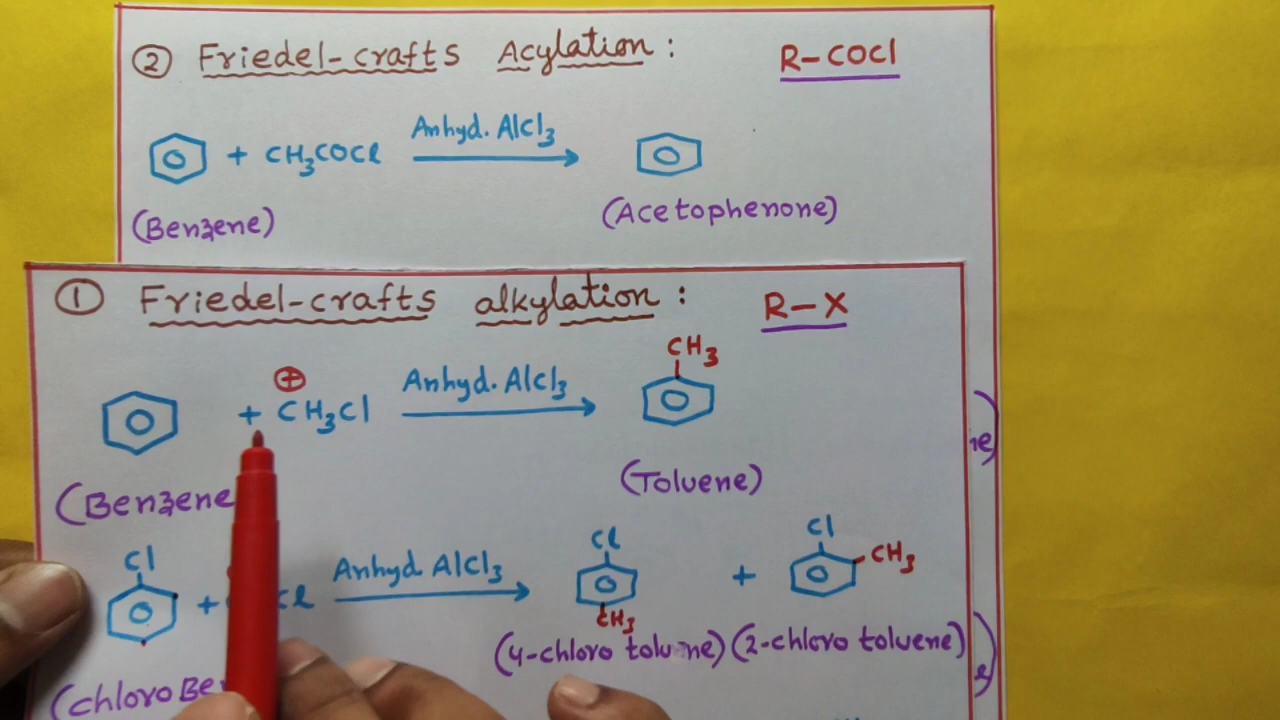 ② Friedel-crafts Acylation : R-COCl
Anhyd. AlCl3
+ CH3COCl
(Benzene) (Acetophenone)
① Friedel-crafts alkylation : R-X
CH3
⊕ Anhyd. AlCl3
+ CH3Cl
(Benzene (Toluene)
Cl Cl Cl
Anhyd AlCl3 CH3
+ Cl +
CH3
(4-chloro toluene) (2-chloro toluene)
(chloro Be